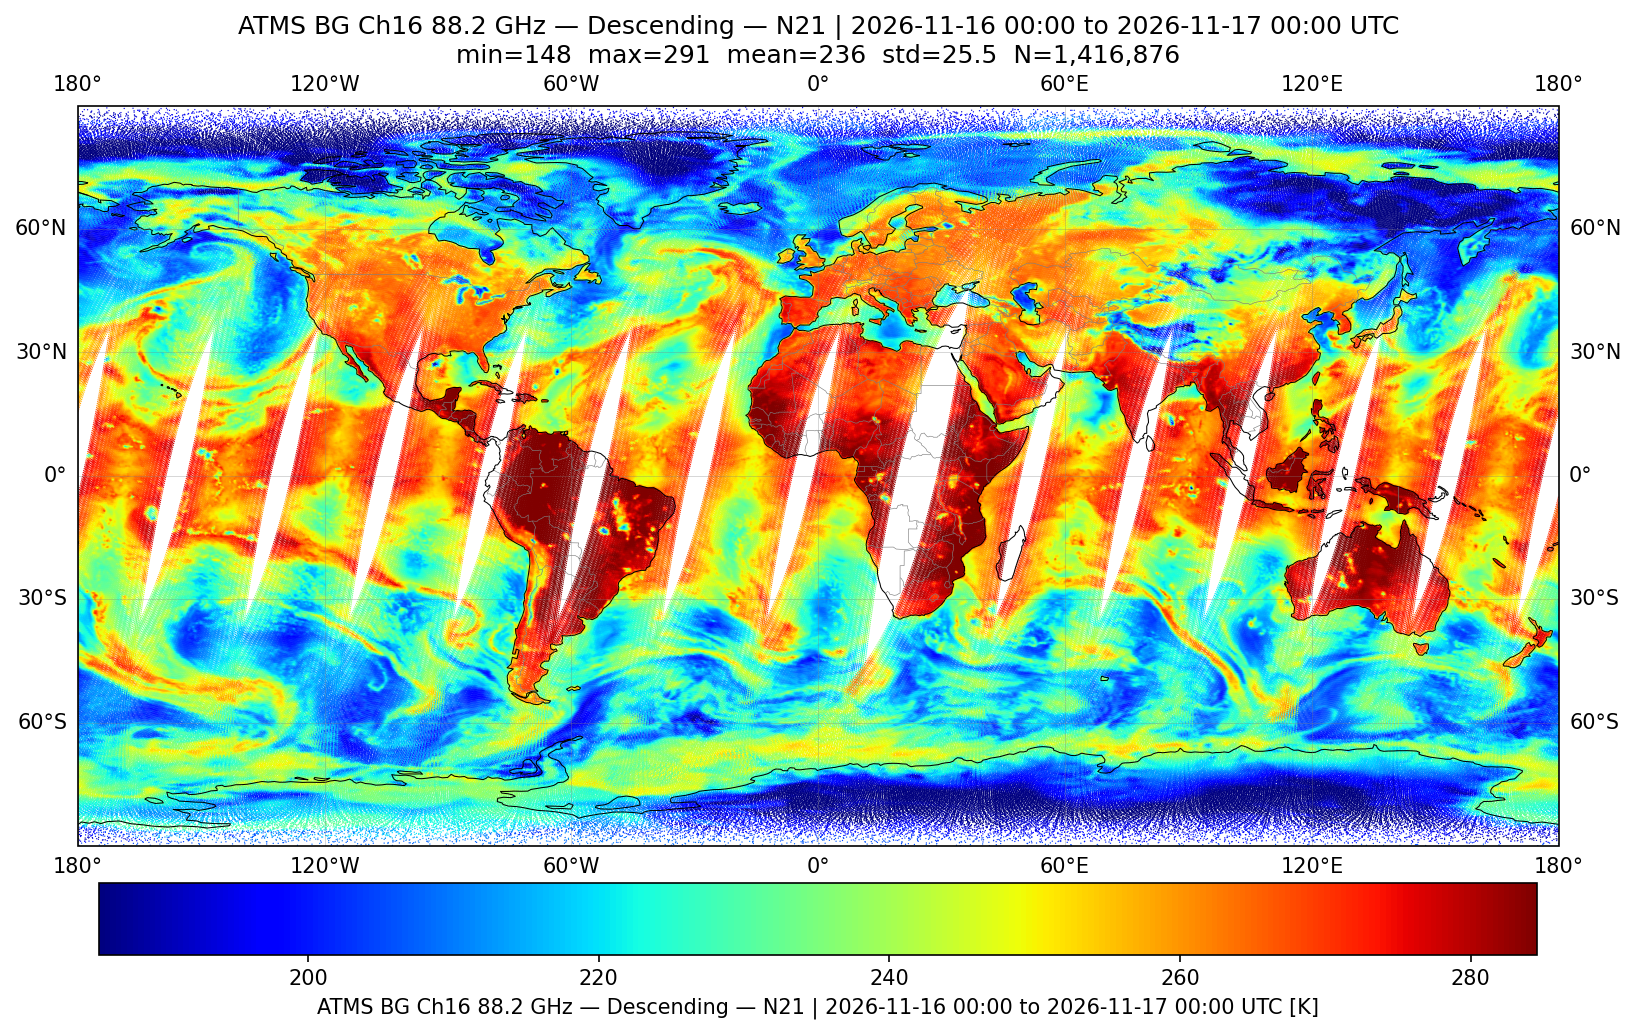 ATMS BG Ch16 88.2 GHz — Descending — N21 | 2026-11-16 00:00 to 2026-11-17 00:00 UTC
min=148 max=291 mean=236 std=25.5 N=1,416,876
180° 120°W 60°W 0° 60°E 120°E 180°
60°N 60°N
30°N 30°N
0° 0°
30°S 30°S
60°S 60°S
180° 120°W 60°W 0° 60°E 120°E 180°
200 220 240 260 280
ATMS BG Ch16 88.2 GHz — Descending — N21 | 2026-11-16 00:00 to 2026-11-17 00:00 UTC [K]